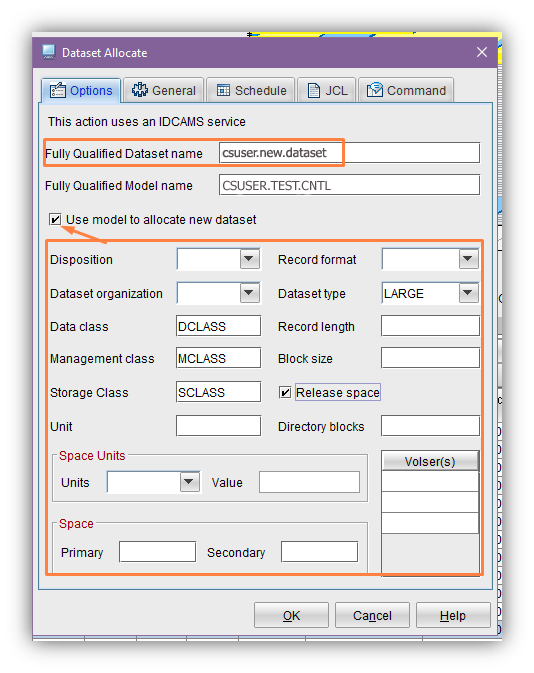 Dataset Allocate
Options General Schedule JCL Command
This action uses an IDCAMS service
Fully Qualified Dataset name csuser.new.dataset
Fully Qualified Model name CSUSER.TEST.CNTL
Use model to allocate new dataset
Disposition Record format
Dataset organization Dataset type LARGE
Data class DCLASS Record length
Management class MCLASS Block size
Storage Class SCLASS Release space
Unit Directory blocks
Space Units Volser(s)
Units Value
Space
Primary Secondary
OK Cancel Help